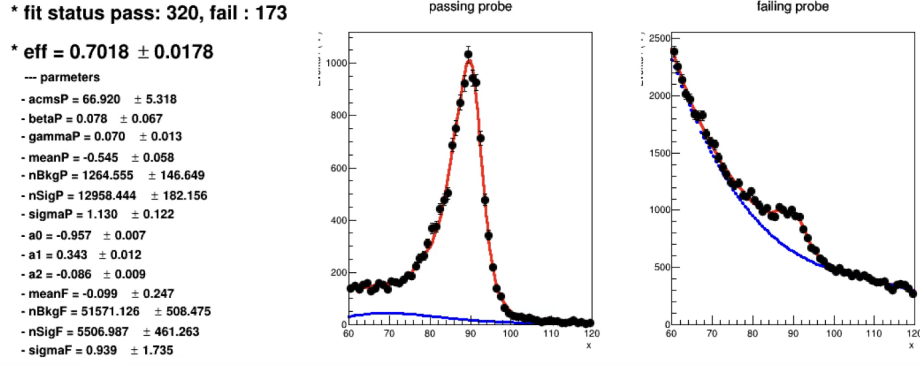 * fit status pass: 320, fail : 173
* eff = 0.7018 ± 0.0178
--- parmeters
- acmsP = 66.920 ± 5.318
- betaP = 0.078 ± 0.067
- gammaP = 0.070 ± 0.013
- meanP = -0.545 ± 0.058
- nBkgP = 1264.555 ± 146.649
- nSigP = 12958.444 ± 182.156
- sigmaP = 1.130 ± 0.122
- a0 = -0.957 ± 0.007
- a1 = 0.343 ± 0.012
- a2 = -0.086 ± 0.009
- meanF = -0.099 ± 0.247
- nBkgF = 51571.126 ± 508.475
- nSigF = 5506.987 ± 461.263
- sigmaF = 0.939 ± 1.735
passing probe
1000
800
600
400
200
0
60 70 80 90 100 110 120
x
failing probe
2500
2000
1500
1000
500
0
60 70 80 90 100 110 120
x